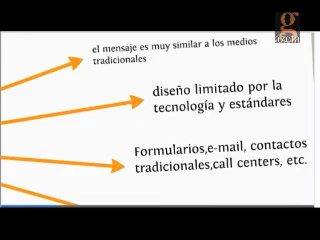 el mensaje es muy similar a los medios
tradicionales
diseño limitado por la
tecnología y estándares
Formularios,e-mail, contactos
tradicionales,call centers, etc.